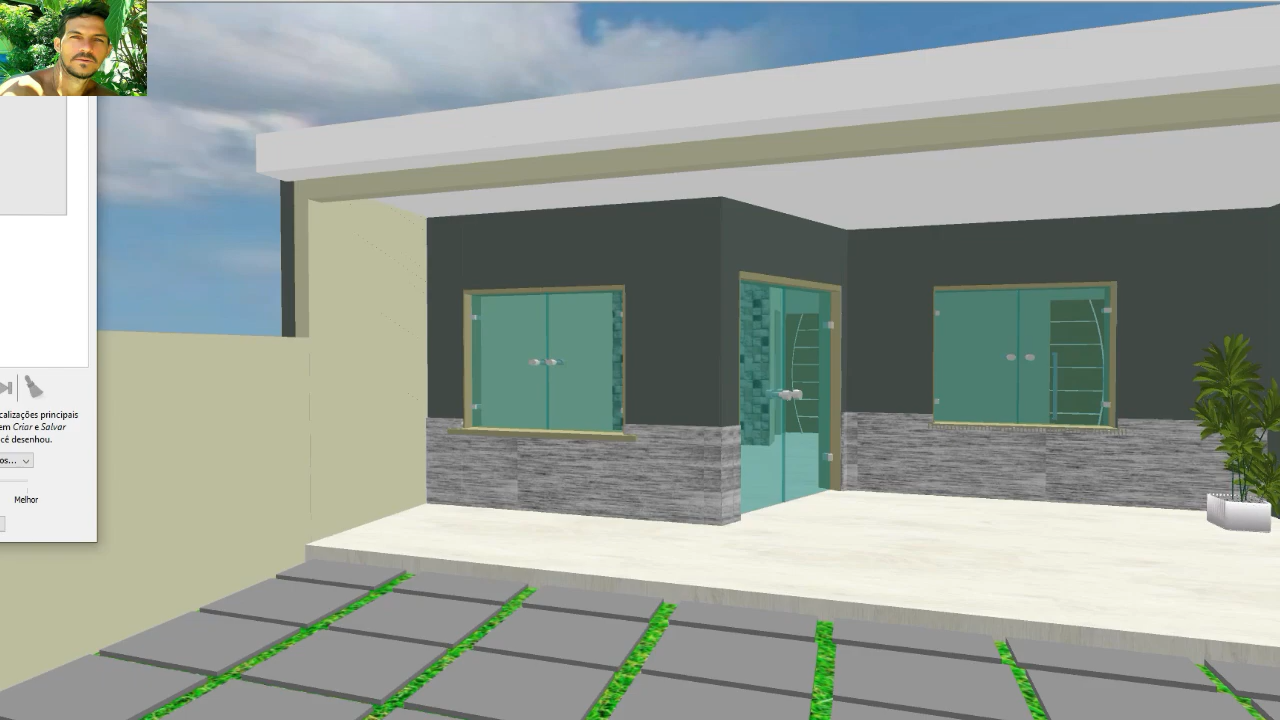 calizações principais
em Criar e Salvar
cê desenhou.
os...
Melhor